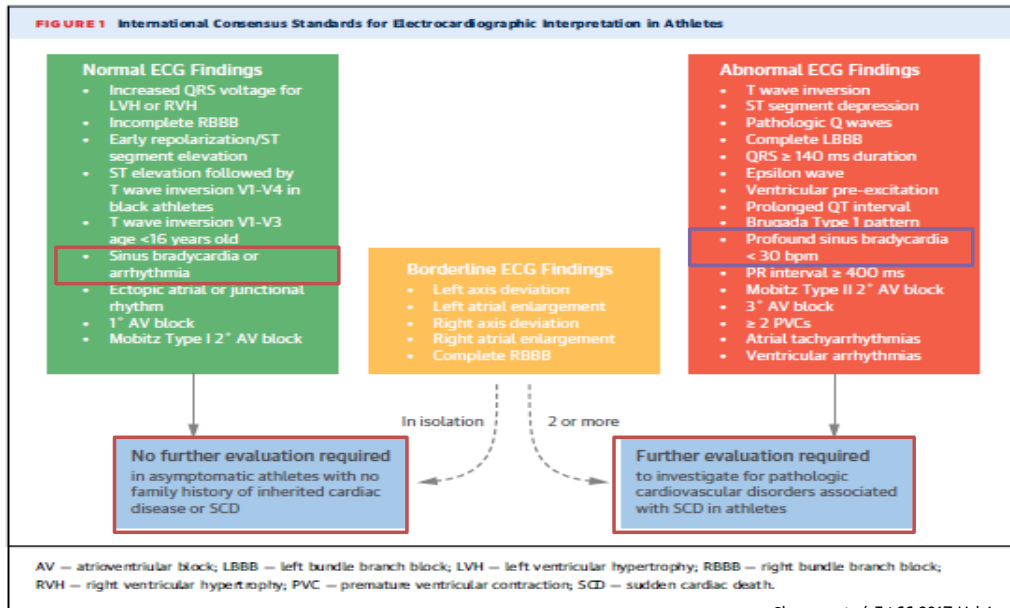 FIGURE 1 International Consensus Standards for Electrocardiographic Interpretation in Athletes
Normal ECG Findings
• Increased QRS voltage for
LVH or RVH
• Incomplete RBBB
• Early repolarization/ST
segment elevation
• ST elevation followed by
T wave inversion V1-V4 in
black athletes
• T wave inversion V1-V3
age <16 years old
• Sinus bradycardia or
arrhythmia
• Ectopic atrial or junctional
rhythm
• 1° AV block
• Mobitz Type I 2° AV block
Borderline ECG Findings
• Left axis deviation
• Left atrial enlargement
• Right axis deviation
• Right atrial enlargement
• Complete RBBB
Abnormal ECG Findings
• T wave inversion
• ST segment depression
• Pathologic Q waves
• Complete LBBB
• QRS ≥ 140 ms duration
• Epsilon wave
• Ventricular pre-excitation
• Prolonged QT interval
• Brugada Type 1 pattern
• Profound sinus bradycardia
< 30 bpm
• PR interval ≥ 400 ms
• Mobitz Type II 2° AV block
• 3° AV block
• ≥ 2 PVCs
• Atrial tachyarrhythmias
• Ventricular arrhythmias
In isolation
2 or more
No further evaluation required
in asymptomatic athletes with no
family history of inherited cardiac
disease or SCD
Further evaluation required
to investigate for pathologic
cardiovascular disorders associated
with SCD in athletes
AV — atrioventriular block; LBBB — left bundle branch block; LVH — left ventricular hypertrophy; RBBB — right bundle branch block;
RVH — right ventricular hypertrophy; PVC — premature ventricular contraction; SCD — sudden cardiac death.